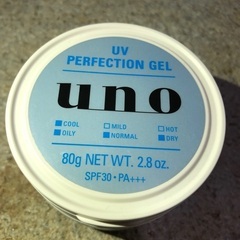 UV
PERFECTION GEL
uno
COOL MILD HOT
OILY NORMAL DRY
80g NET WT. 2.8 oz.
SPF30・PA+++